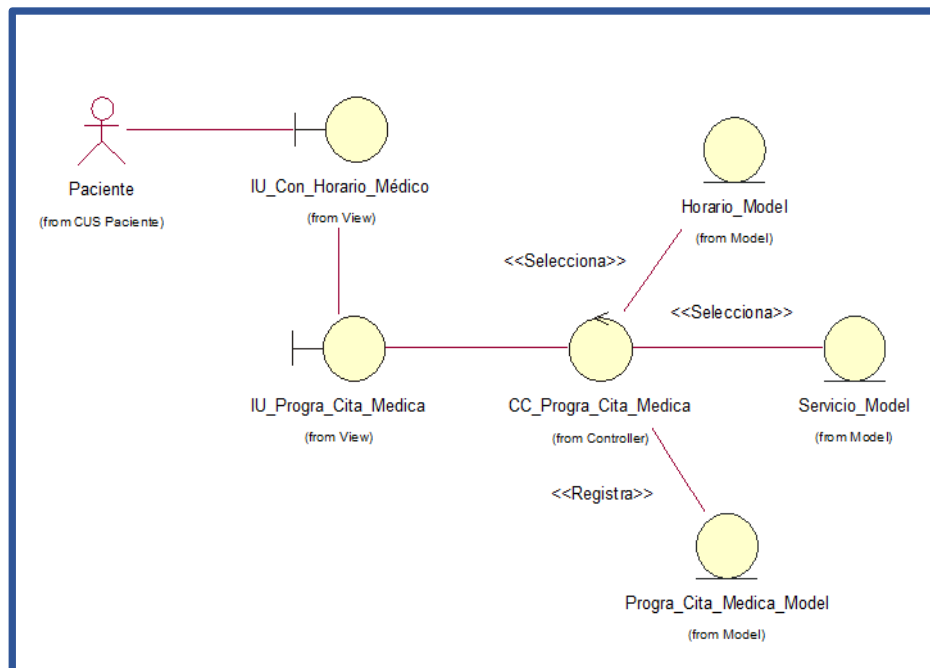 Paciente
(from CUS Paciente)
IU_Con_Horario_Médico
(from View)
Horario_Model
(from Model)
<<Selecciona>>
<<Selecciona>>
IU_Progra_Cita_Medica
(from View)
CC_Progra_Cita_Medica
(from Controller)
Servicio_Model
(from Model)
<<Registra>>
Progra_Cita_Medica_Model
(from Model)